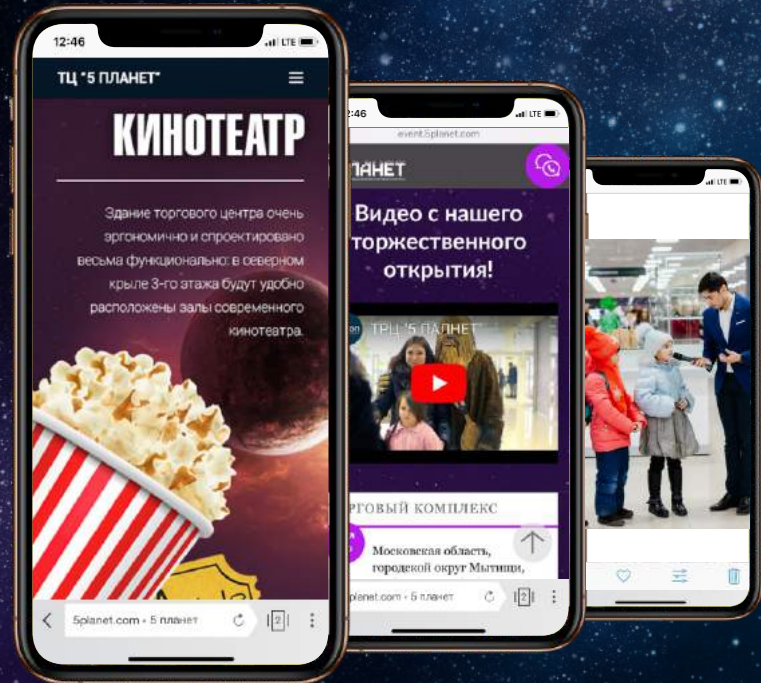 12:46
LTE
ТЦ "5 ПЛАНЕТ"
КИНОТЕАТР
Здание торгового центра очень
эргономично и спроектировано
весьма функционально: в северном
крыле 3-го этажа будут удобно
расположены залы современного
кинотеатра.
5planet.com • 5 планет
2
:46
LTE
event.5planet.com
ЛАНЕТ
Видео с нашего
торжественного
открытия!
ТРЦ "5 ПАЛНЕТ"
РГОВЫЙ КОМПЛЕКС
Московская область,
городской округ Мытищи,
planet.com • 5 планет
2
LTE